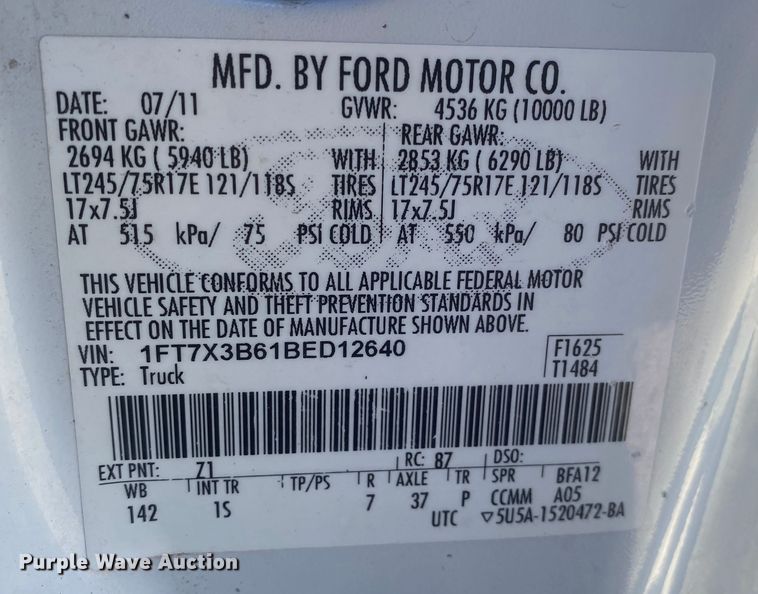 MFD. BY FORD MOTOR CO.
DATE: 07/11 GVWR: 4536 KG (10000 LB)
FRONT GAWR: REAR GAWR:
2694 KG ( 5940 LB) WITH 2853 KG ( 6290 LB) WITH
LT245/75R17E 121/118S TIRES LT245/75R17E 121/118S TIRES
17x7.5J RIMS 17x7.5J RIMS
AT 515 kPa/ 75 PSI COLD AT 550 kPa/ 80 PSI COLD
THIS VEHICLE CONFORMS TO ALL APPLICABLE FEDERAL MOTOR
VEHICLE SAFETY AND THEFT PREVENTION STANDARDS IN
EFFECT ON THE DATE OF MANUFACTURE SHOWN ABOVE.
VIN: 1FT7X3B61BED12640 F1625
TYPE: Truck T1484
EXT PNT: Z1 RC: 87 DSO:
WB INT TR TP/PS R AXLE TR SPR BFA12
142 1S 7 37 P CCMM A05
UTC ▽5U5A-1520472-BA
Purple Wave Auction